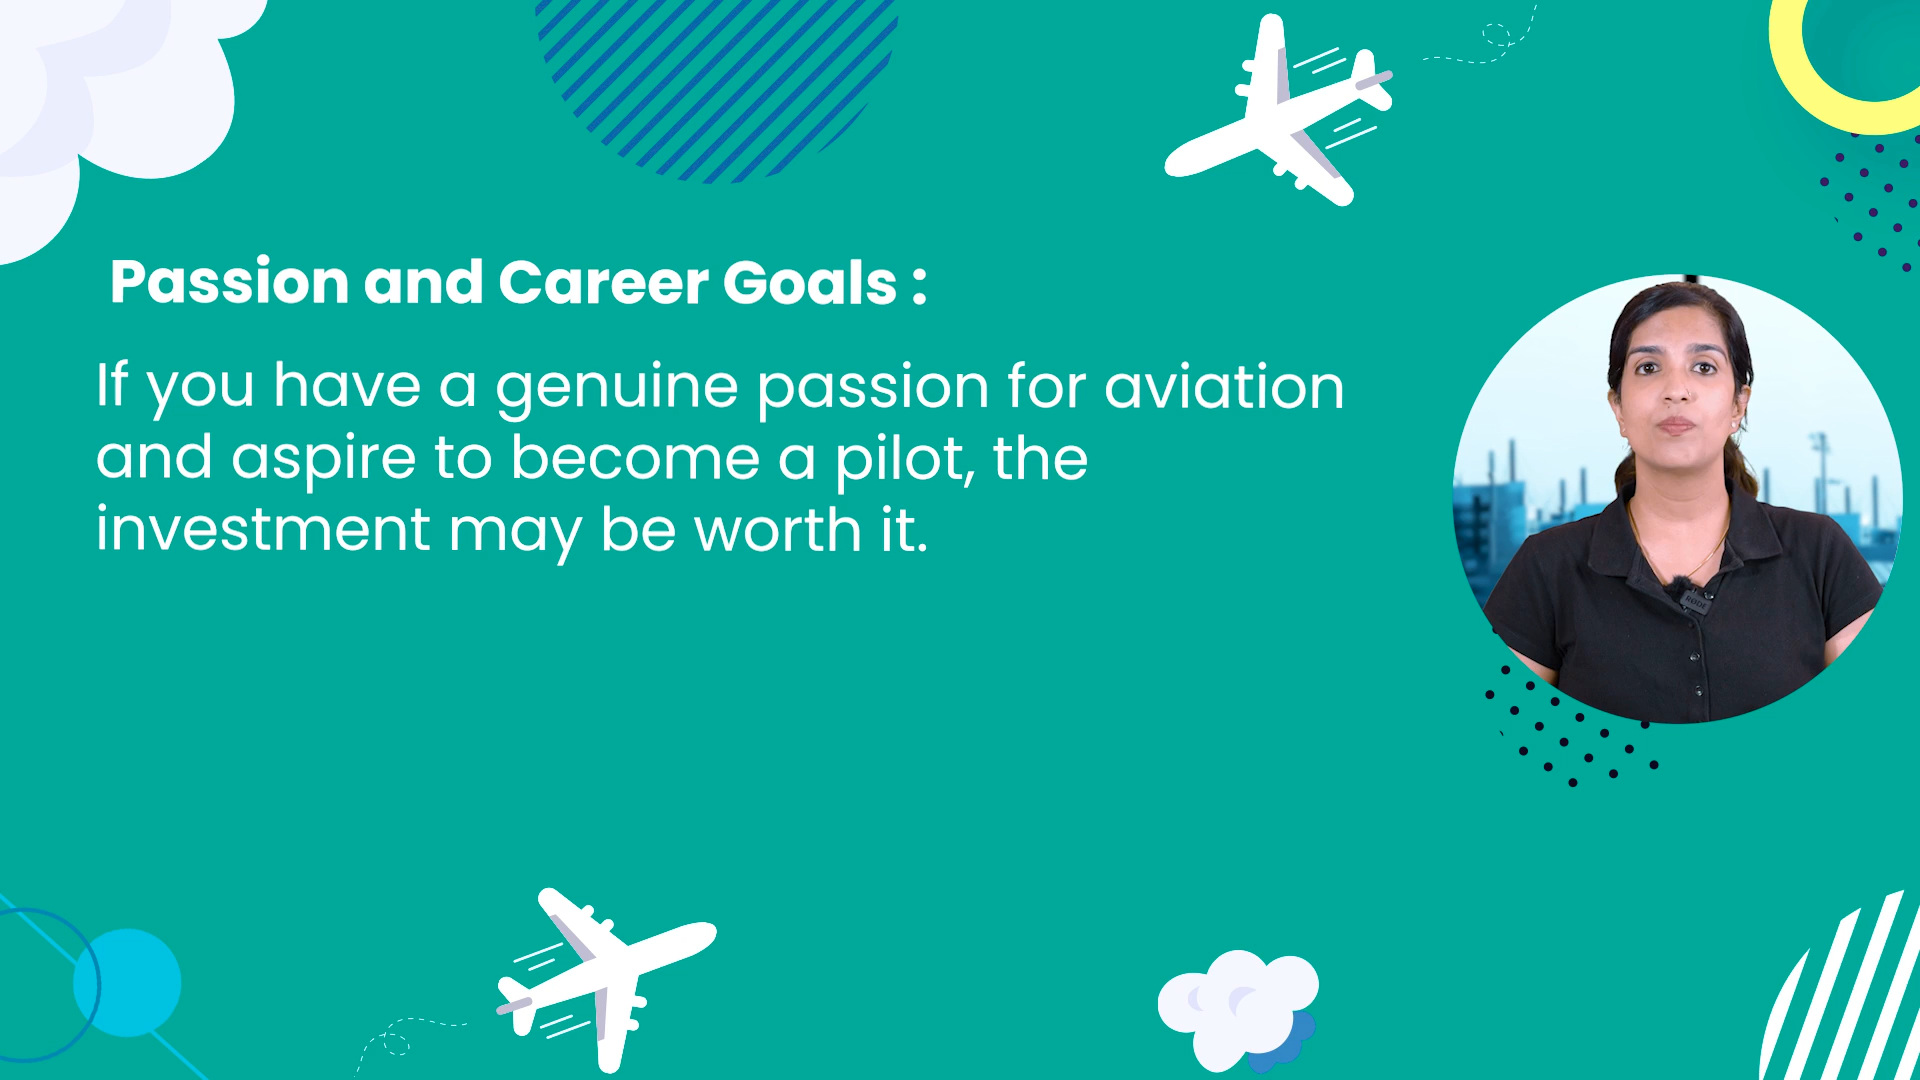 Passion and Career Goals :
If you have a genuine passion for aviation
and aspire to become a pilot, the
investment may be worth it.
RODE